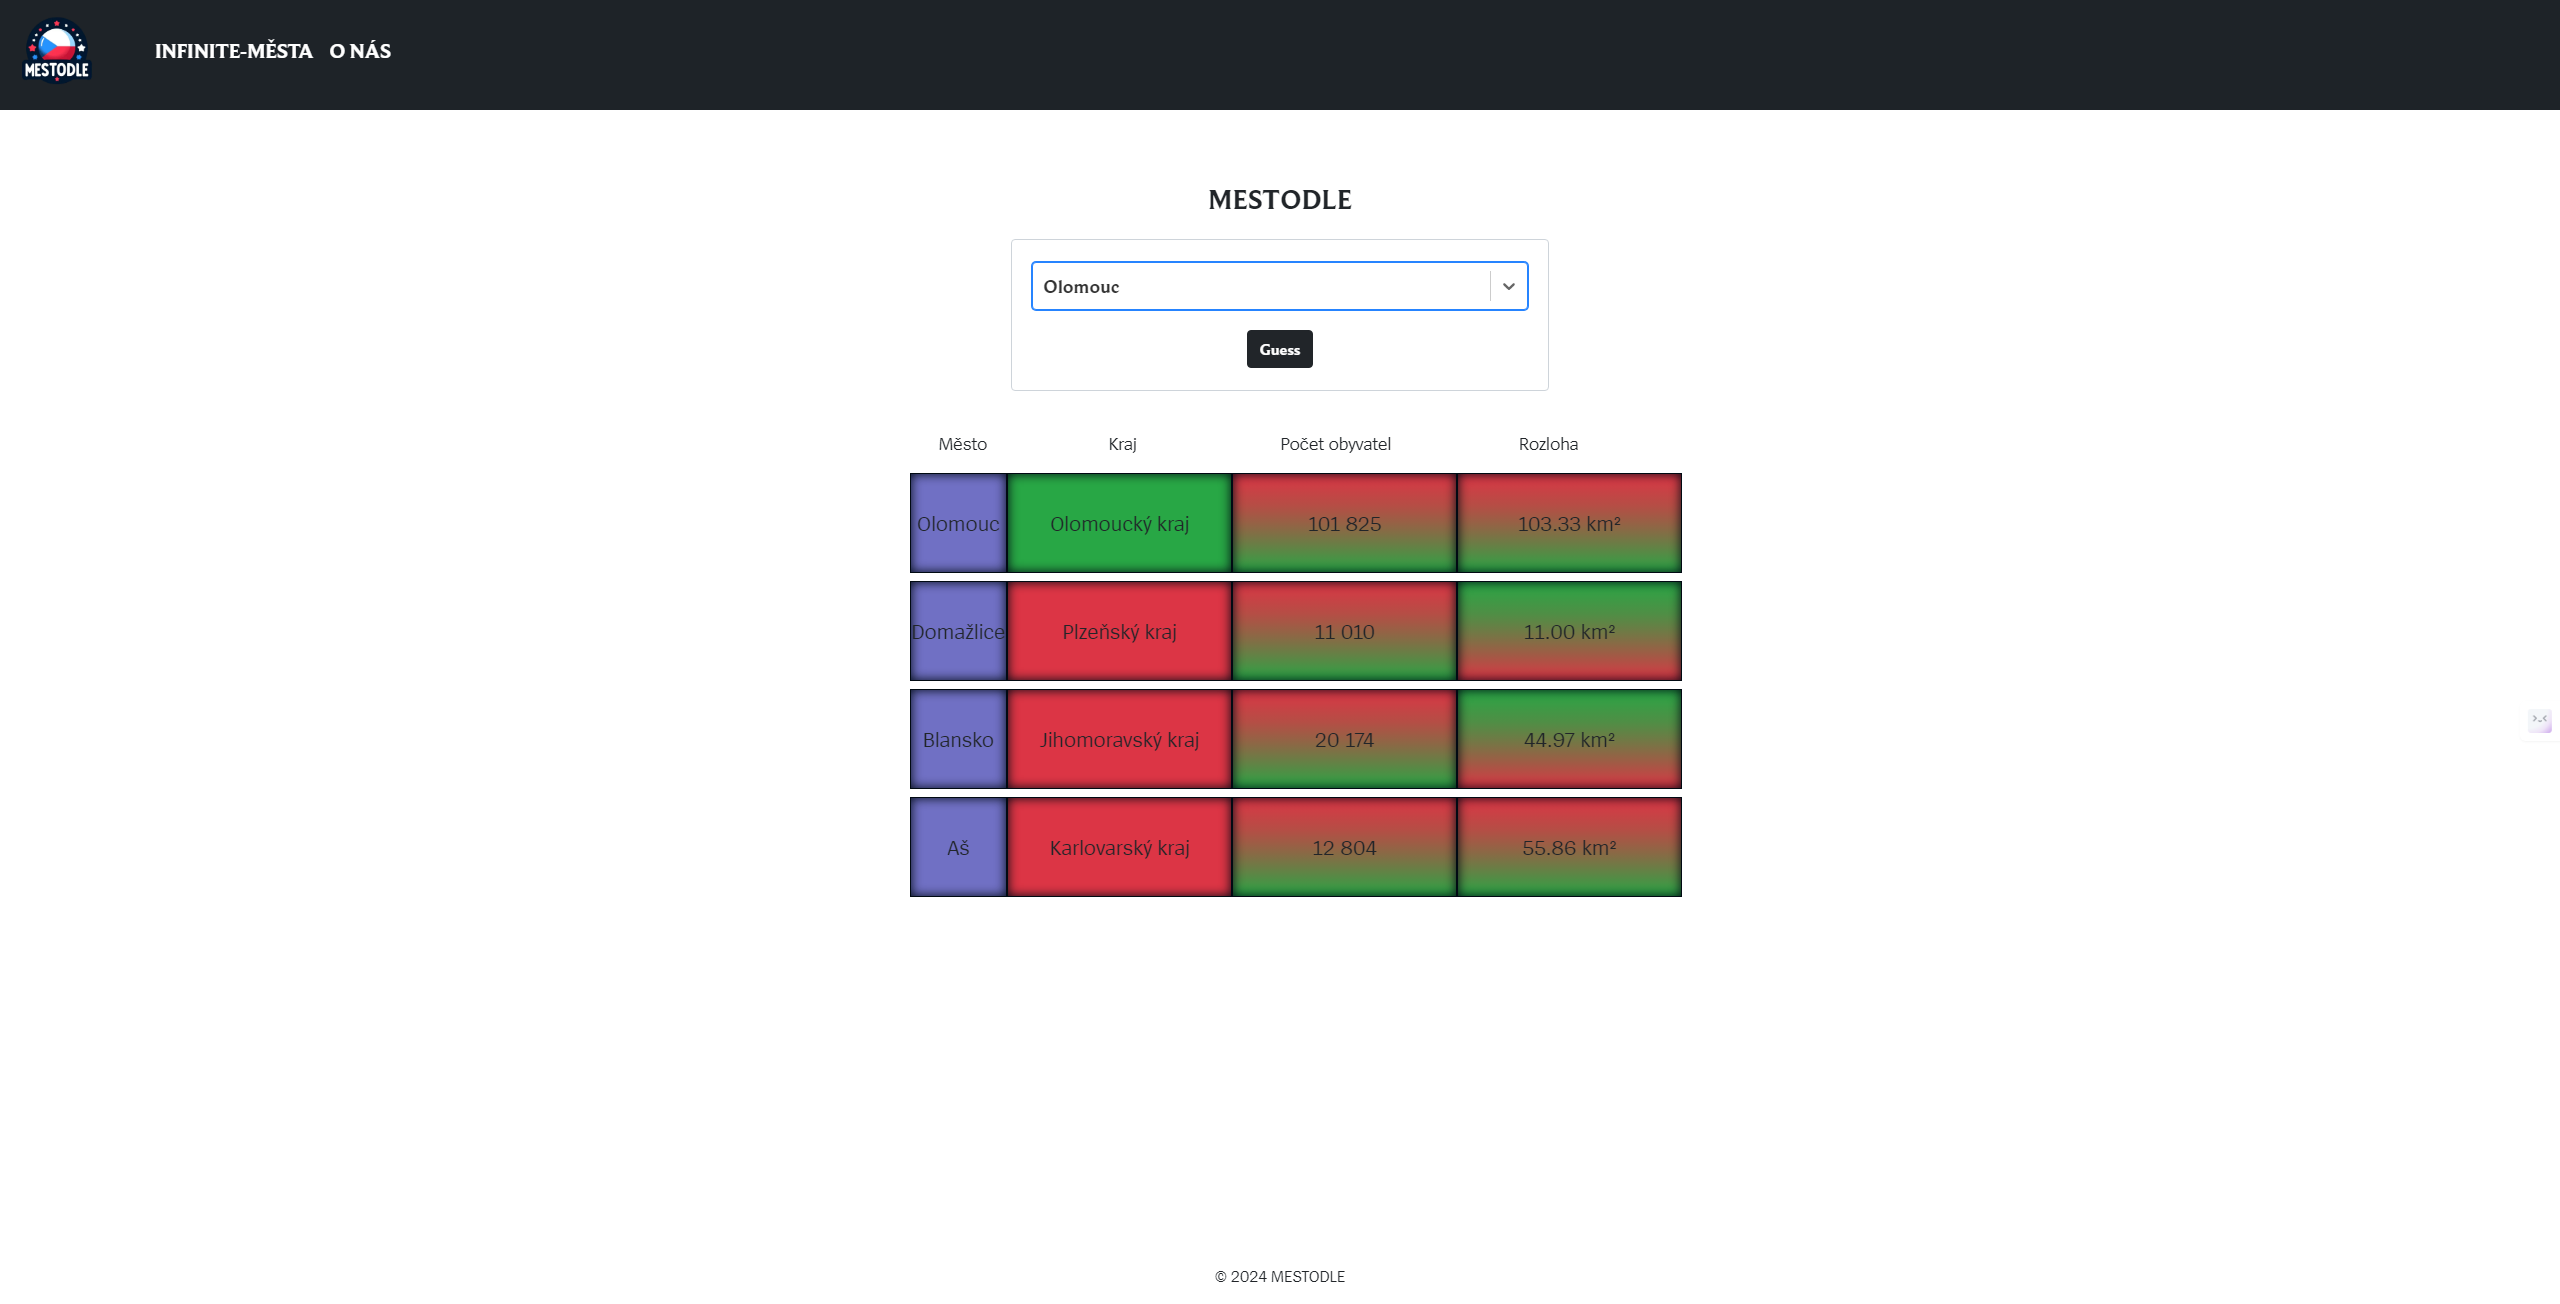 MESTODLE
INFINITE-MĚSTA O NÁS
MESTODLE
Olomouc
Guess
Město Kraj Počet obyvatel Rozloha
Olomouc Olomoucký kraj 101 825 103.33 km²
Domažlice Plzeňský kraj 11 010 11.00 km²
Blansko Jihomoravský kraj 20 174 44.97 km²
Aš Karlovarský kraj 12 804 55.86 km²
© 2024 MESTODLE